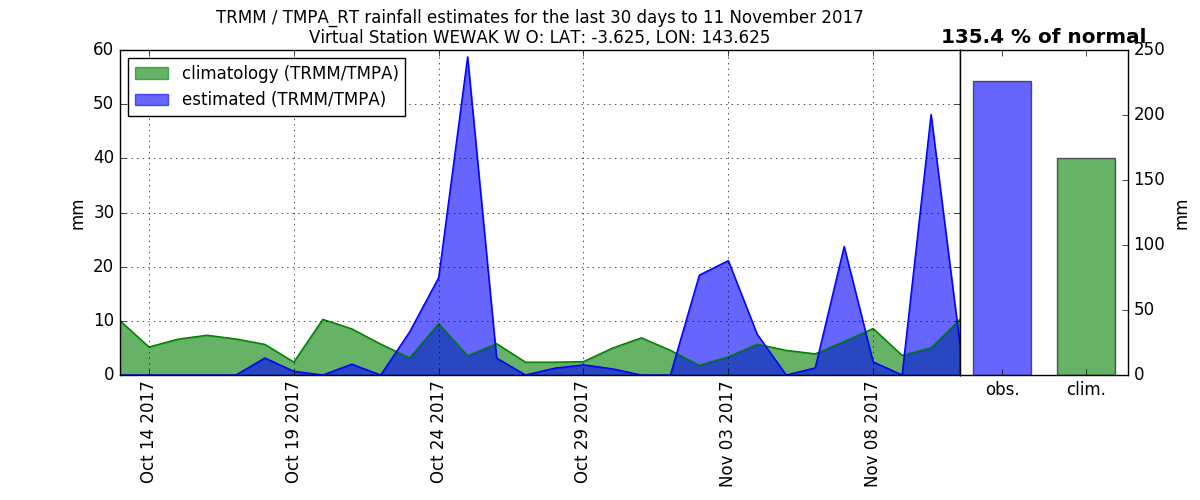 TRMM / TMPA_RT rainfall estimates for the last 30 days to 11 November 2017
Virtual Station WEWAK W O: LAT: -3.625, LON: 143.625
135.4 % of normal
climatology (TRMM/TMPA)
estimated (TRMM/TMPA)
60
50
40
30
20
10
0
mm
Oct 14 2017
Oct 19 2017
Oct 24 2017
Oct 29 2017
Nov 03 2017
Nov 08 2017
250
200
150
100
50
0
mm
obs.
clim.